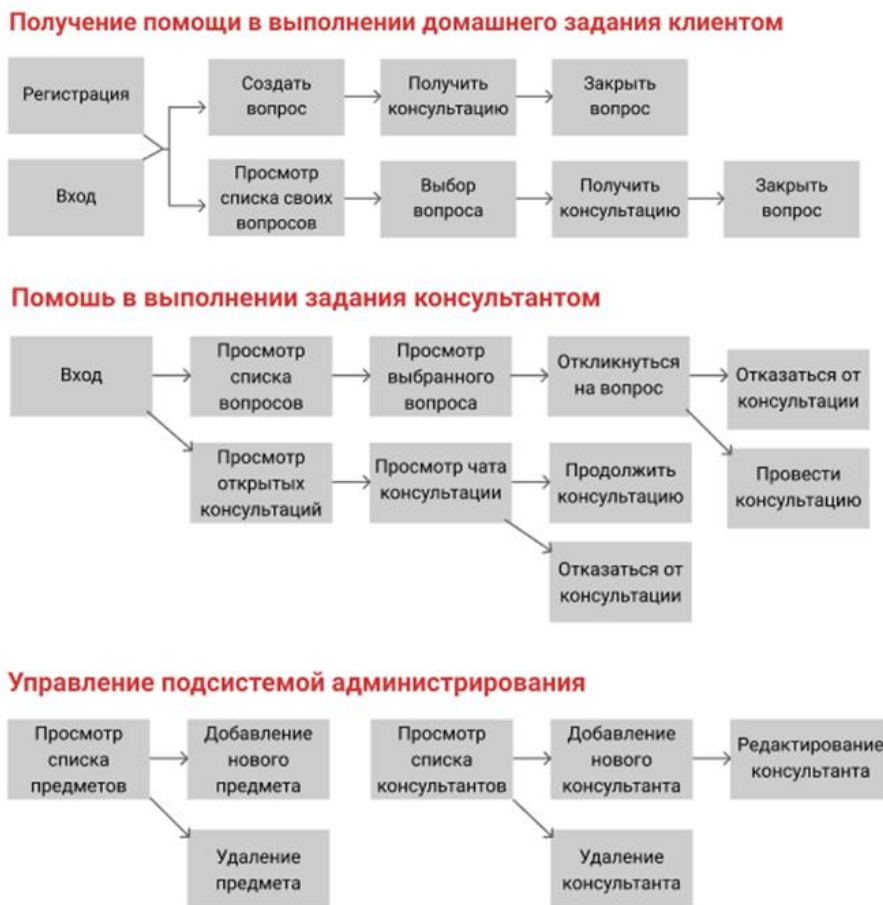 Получение помощи в выполнении домашнего задания клиентом
Регистрация
Создать
вопрос
Получить
консультацию
Закрыть
вопрос
Вход
Просмотр
списка своих
вопросов
Выбор
вопроса
Получить
консультацию
Закрыть
вопрос
Помошь в выполнении задания консультантом
Вход
Просмотр
списка
вопросов
Просмотр
выбранного
вопроса
Откликнуться
на вопрос
Отказаться от
консультации
Просмотр
открытых
консультаций
Просмотр чата
консультации
Продолжить
консультацию
Провести
консультацию
Отказаться от
консультации
Управление подсистемой администрирования
Просмотр
списка
предметов
Добавление
нового
предмета
Просмотр
списка
консультантов
Добавление
нового
консультанта
Редактирование
консультанта
Удаление
предмета
Удаление
консультанта